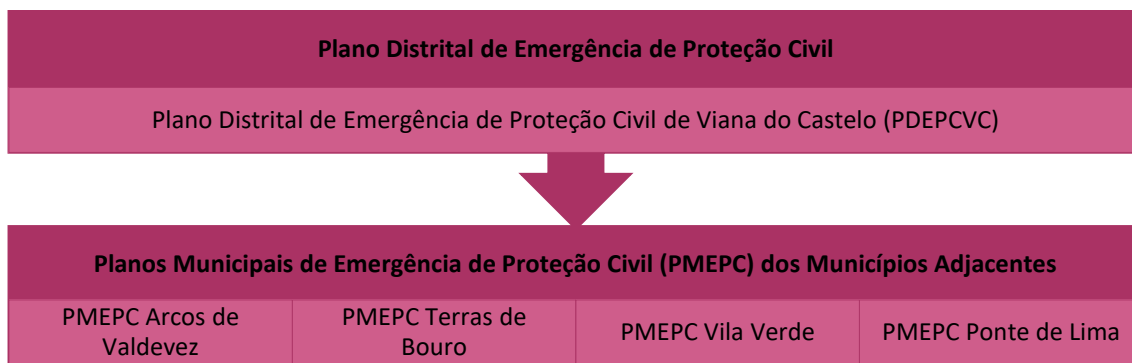 Plano Distrital de Emergência de Proteção Civil
Plano Distrital de Emergência de Proteção Civil de Viana do Castelo (PDEPCVC)
Planos Municipais de Emergência de Proteção Civil (PMEPC) dos Municípios Adjacentes
PMEPC Arcos de
Valdevez
PMEPC Terras de
Bouro
PMEPC Vila Verde
PMEPC Ponte de Lima